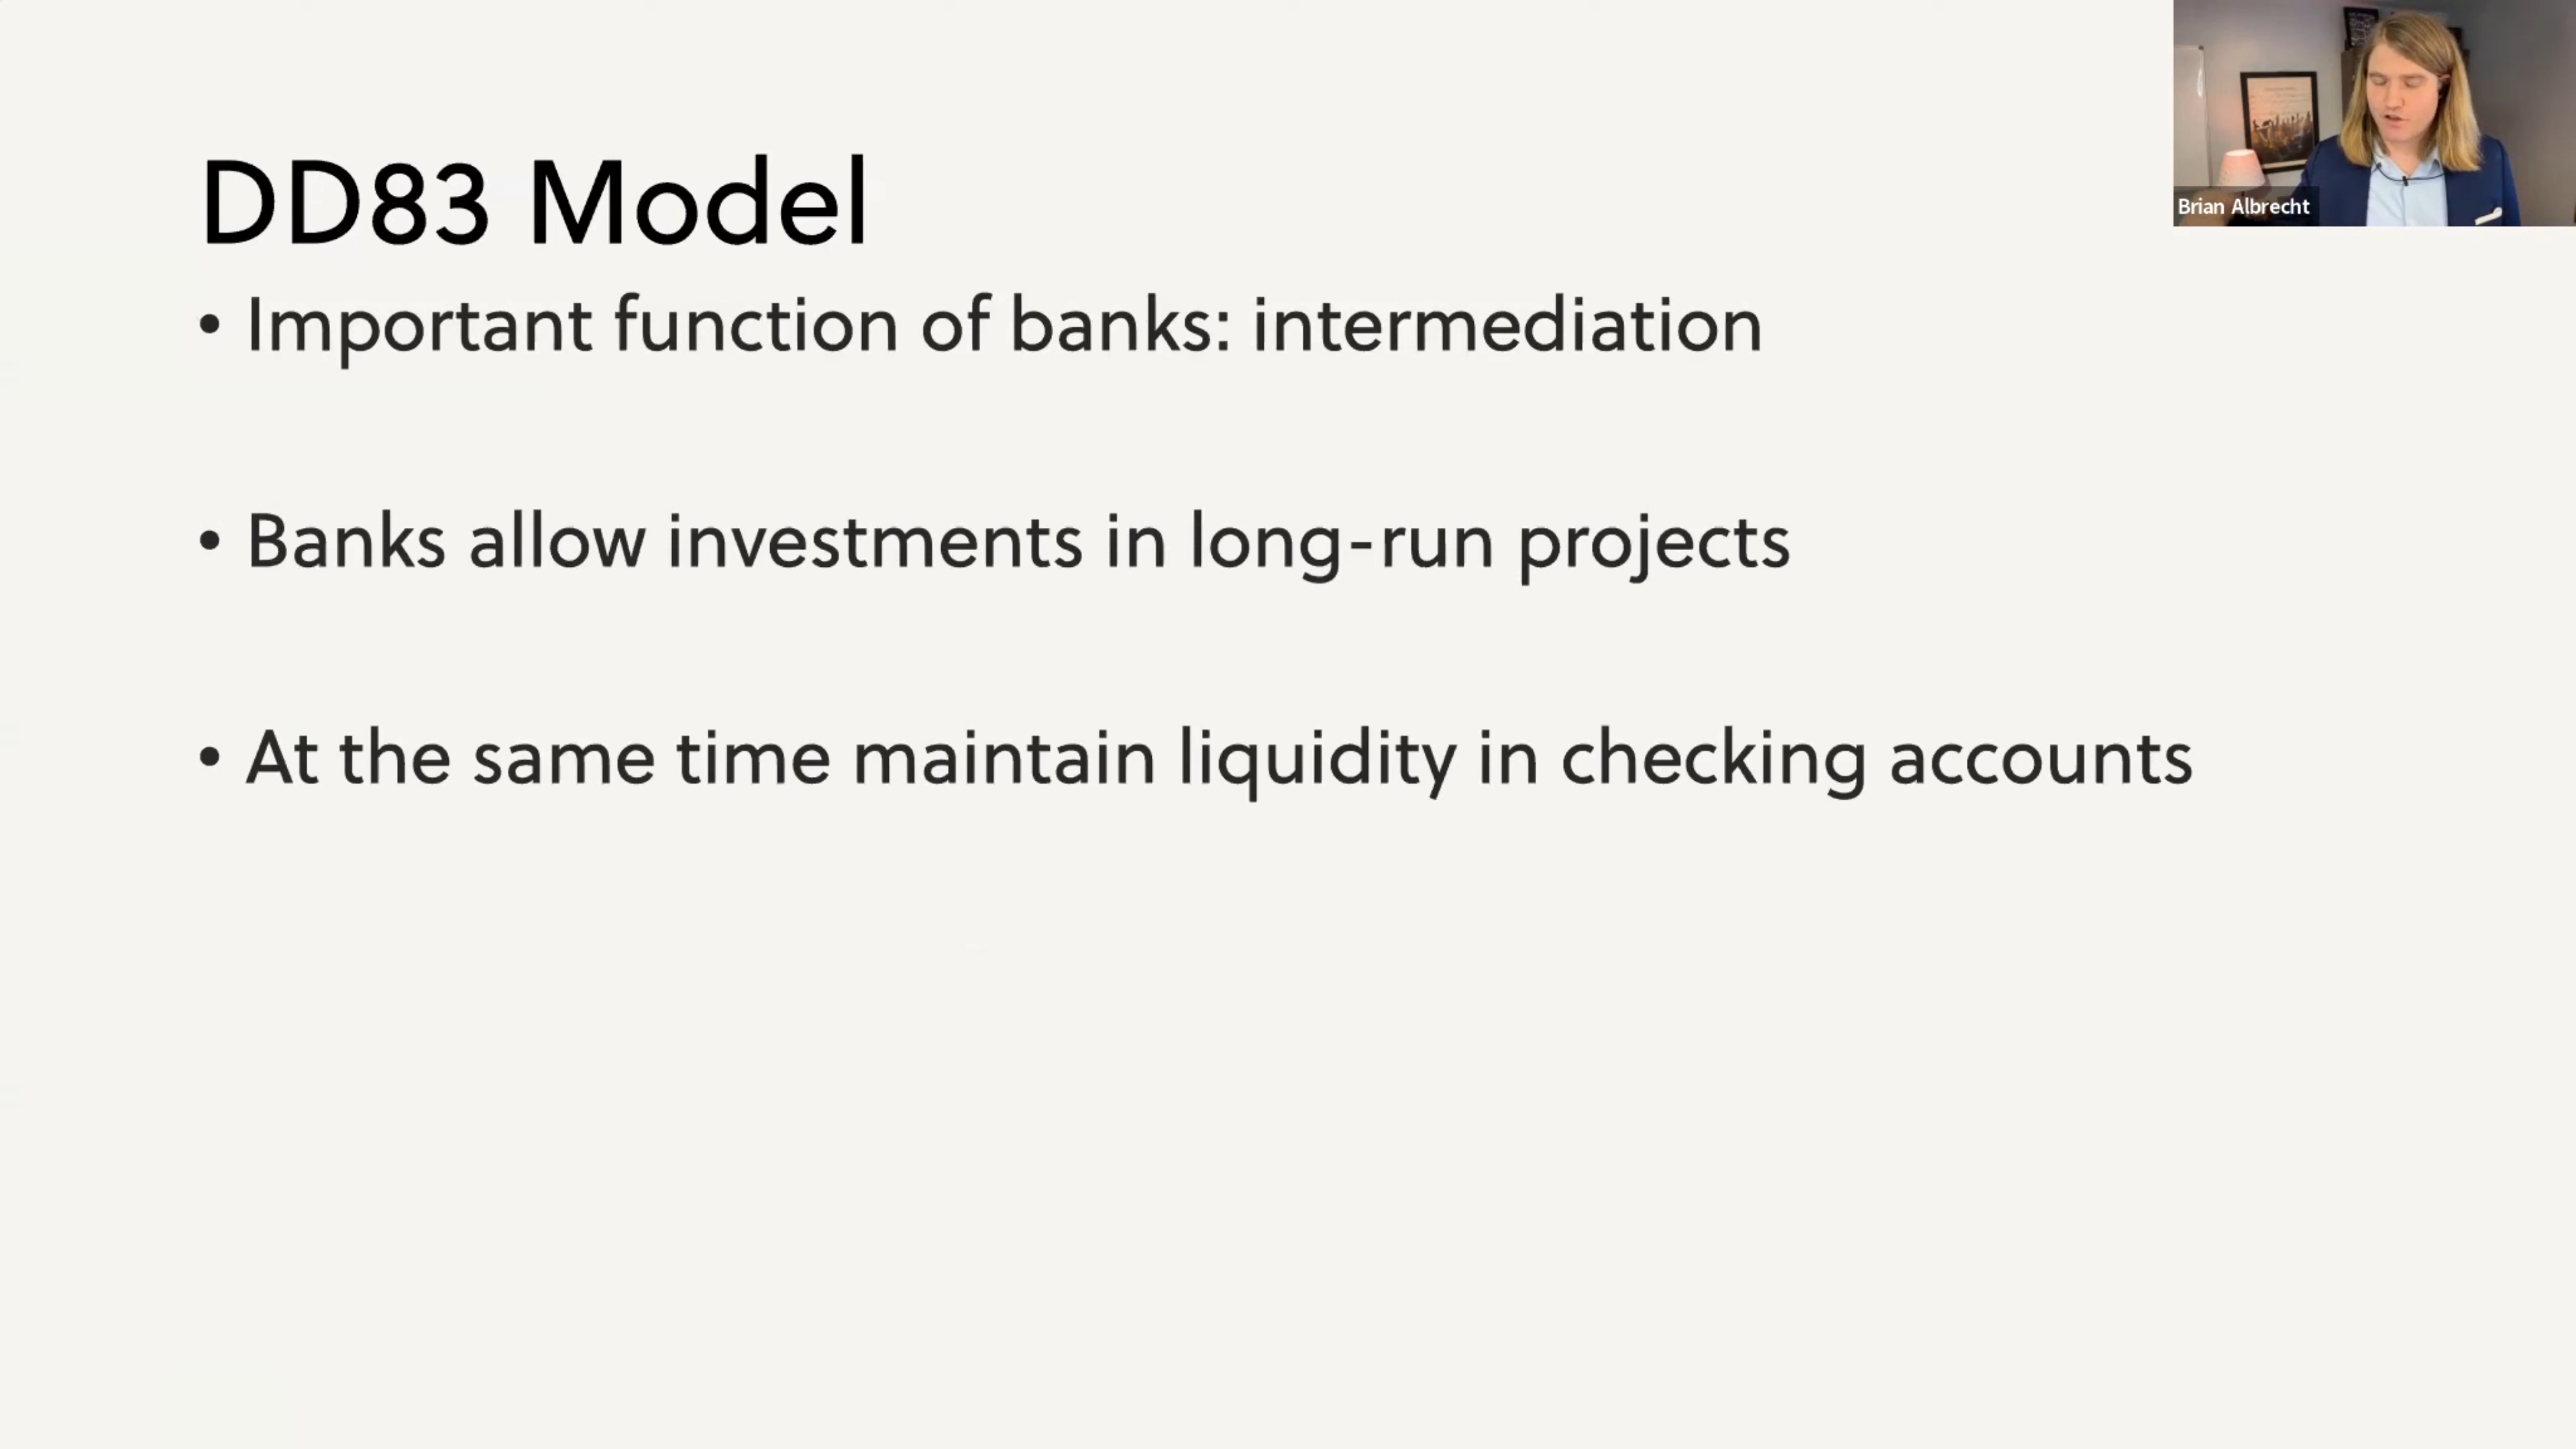 DD83 Model
• Important function of banks: intermediation
• Banks allow investments in long-run projects
• At the same time maintain liquidity in checking accounts
Brian Albrecht